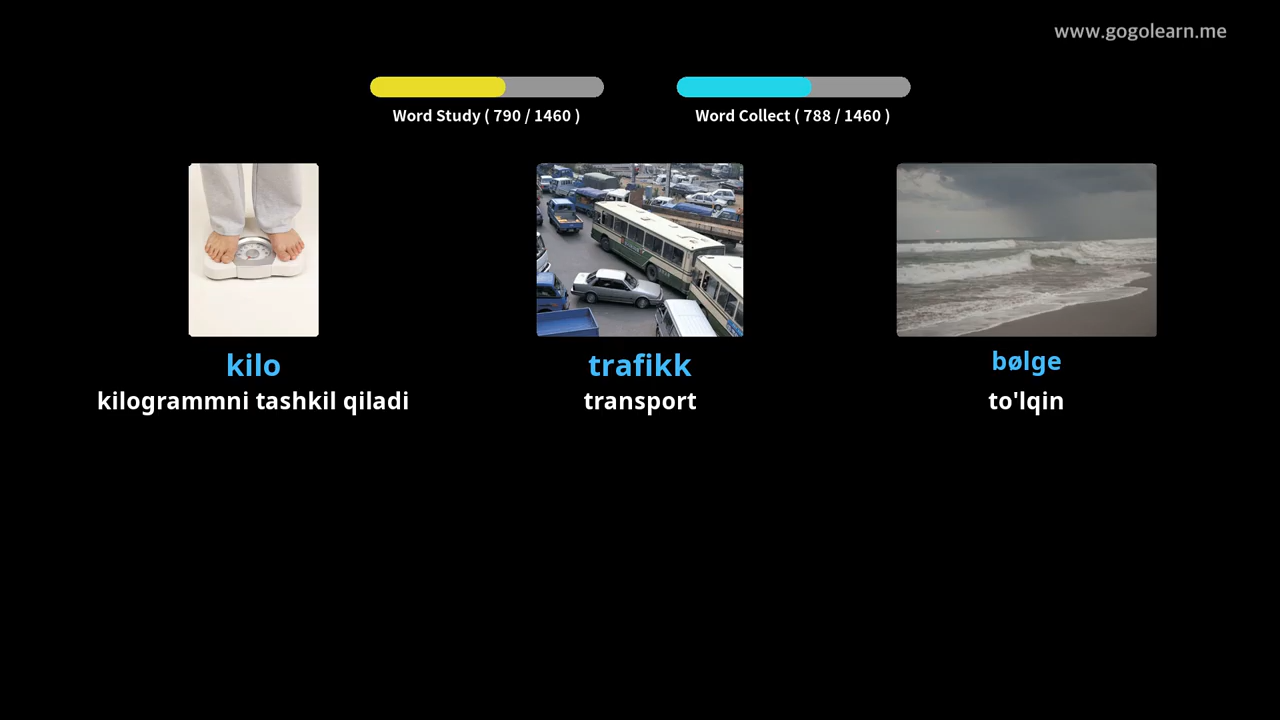 www.gogolearn.me
Word Study ( 790 / 1460 )
Word Collect ( 788 / 1460 )
kilo
kilogrammni tashkil qiladi
trafikk
transport
bølge
to'lqin